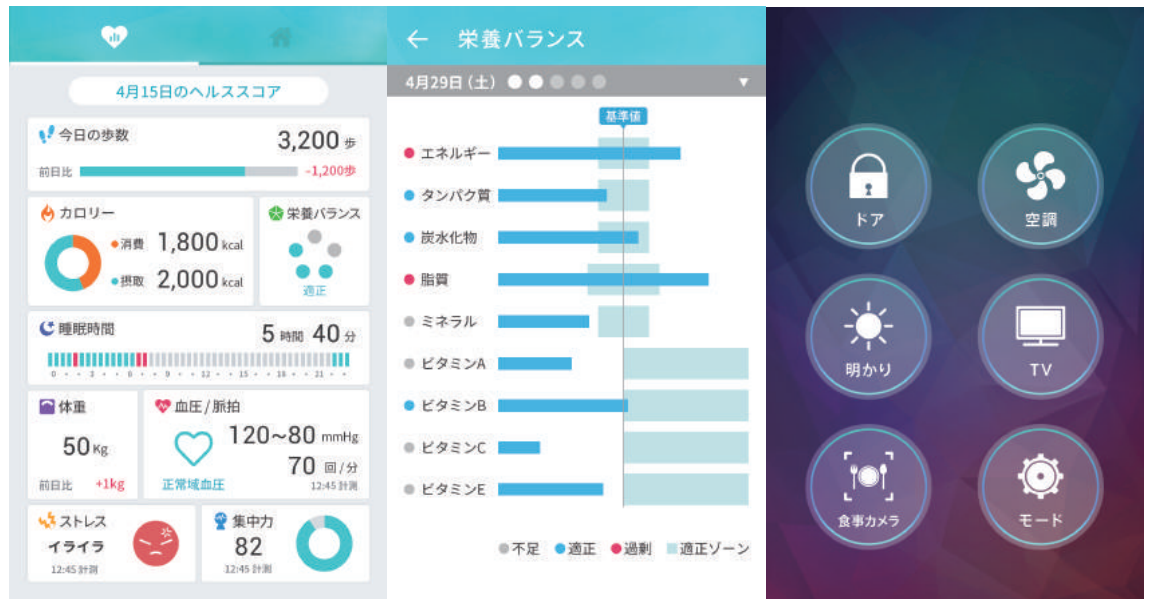 4月15日のヘルススコア
今日の歩数
3,200 歩
前日比
-1,200歩
カロリー
消費 1,800 kcal
摂取 2,000 kcal
栄養バランス
適正
睡眠時間
5 時間 40 分
0 ・ ・ 3 ・ ・ 6 ・ ・ 9 ・ ・ 12 ・ ・ 15 ・ ・ 18 ・ ・ 21 ・ ・
体重
50 Kg
前日比 +1kg
血圧/脈拍
120～80 mmHg
70 回/分
正常域血圧
12:45 計測
ストレス
イライラ
12:45 計測
集中力
82
12:45 計測
← 栄養バランス
4月29日(土)
▼
基準値
エネルギー
タンパク質
炭水化物
脂質
ミネラル
ビタミンA
ビタミンB
ビタミンC
ビタミンE
不足 適正 過剰 適正ゾーン
ドア
空調
明かり
TV
食事カメラ
モード